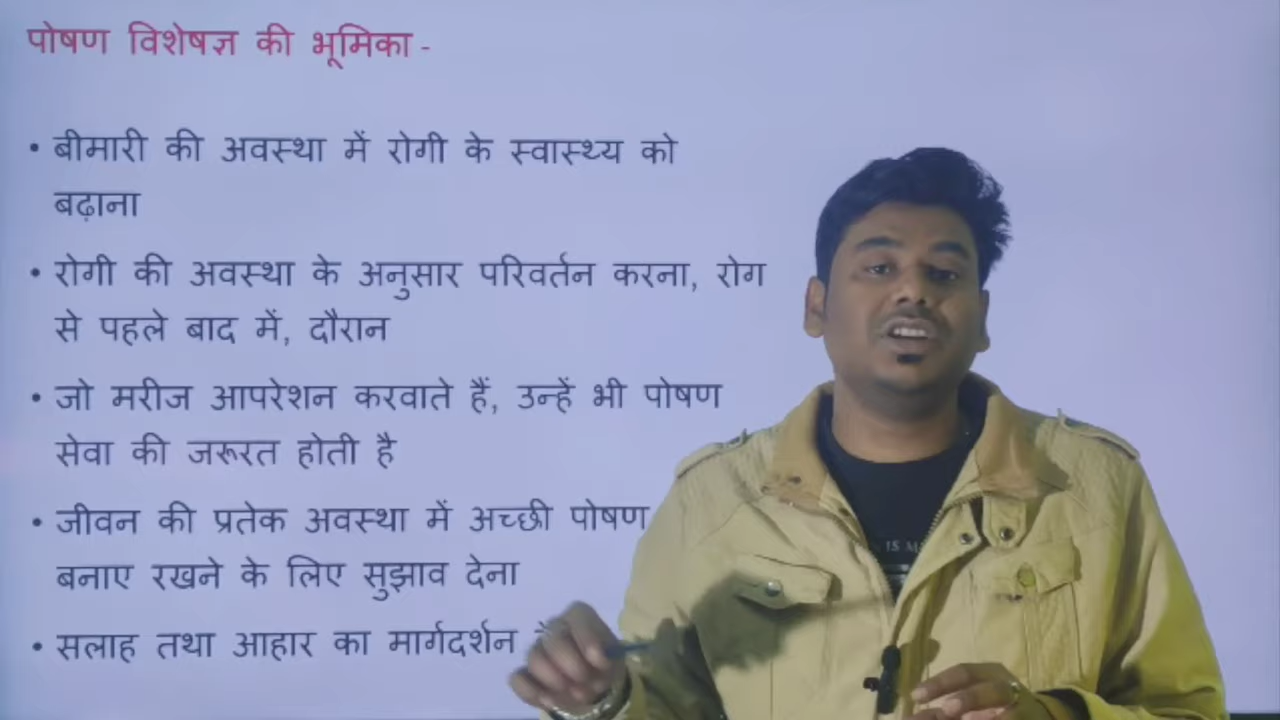 पोषण विशेषज्ञ की भूमिका -
• बीमारी की अवस्था में रोगी के स्वास्थ्य को
बढ़ाना
• रोगी की अवस्था के अनुसार परिवर्तन करना, रोग
से पहले बाद में, दौरान
• जो मरीज आपरेशन करवाते हैं, उन्हें भी पोषण
सेवा की जरूरत होती है
• जीवन की प्रतेक अवस्था में अच्छी पोषण
बनाए रखने के लिए सुझाव देना
• सलाह तथा आहार का मार्गदर्शन
IS